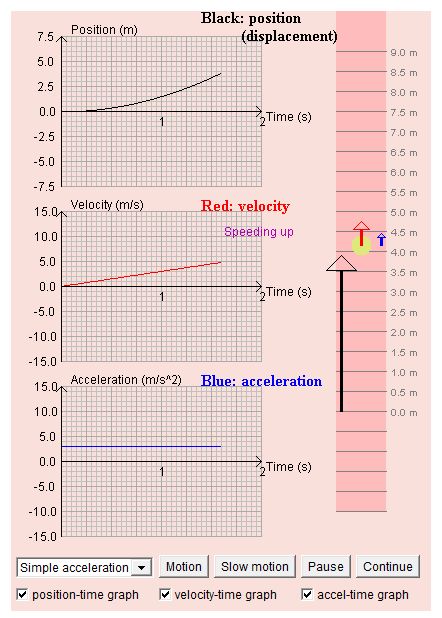 Black: position
(displacement)
Position (m)
7.5
5.0
2.5
0.0
-2.5
-5.0
-7.5
1
2
Time (s)
Velocity (m/s)
Red: velocity
Speeding up
15.0
10.0
5.0
0.0
-5.0
-10.0
-15.0
1
2
Time (s)
Acceleration (m/s^2)
Blue: acceleration
15.0
10.0
5.0
0.0
-5.0
-10.0
-15.0
1
2
Time (s)
9.0 m
8.5 m
8.0 m
7.5 m
7.0 m
6.5 m
6.0 m
5.5 m
5.0 m
4.5 m
4.0 m
3.5 m
3.0 m
2.5 m
2.0 m
1.5 m
1.0 m
0.5 m
0.0 m
Simple acceleration
Motion
Slow motion
Pause
Continue
position-time graph
velocity-time graph
accel-time graph